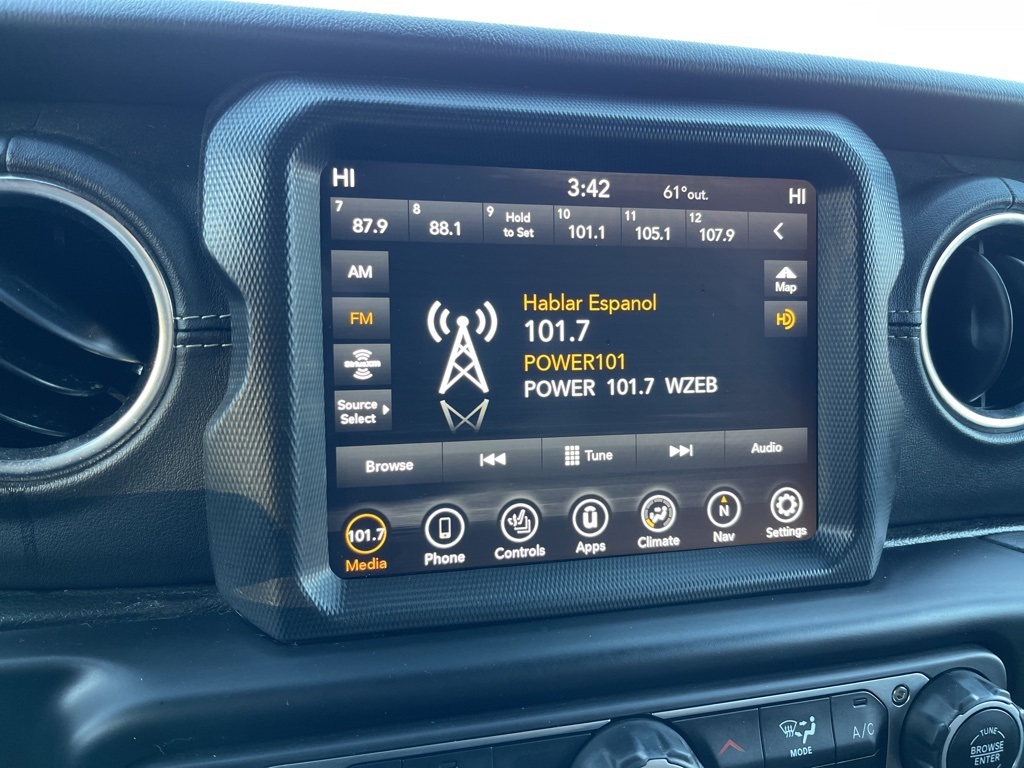 HI 3:42 61°out. HI
7 87.9
8 88.1
9 Hold to Set
10 101.1
11 105.1
12 107.9
AM
Map
FM
HD
Hablar Espanol
101.7
POWER101
POWER 101.7 WZEB
SiriusXM
Source
Select
Browse Tune Audio
101.7 N
Media Phone Controls Apps Climate Nav Settings
MODE
A/C
TUNE
BROWSE
ENTER